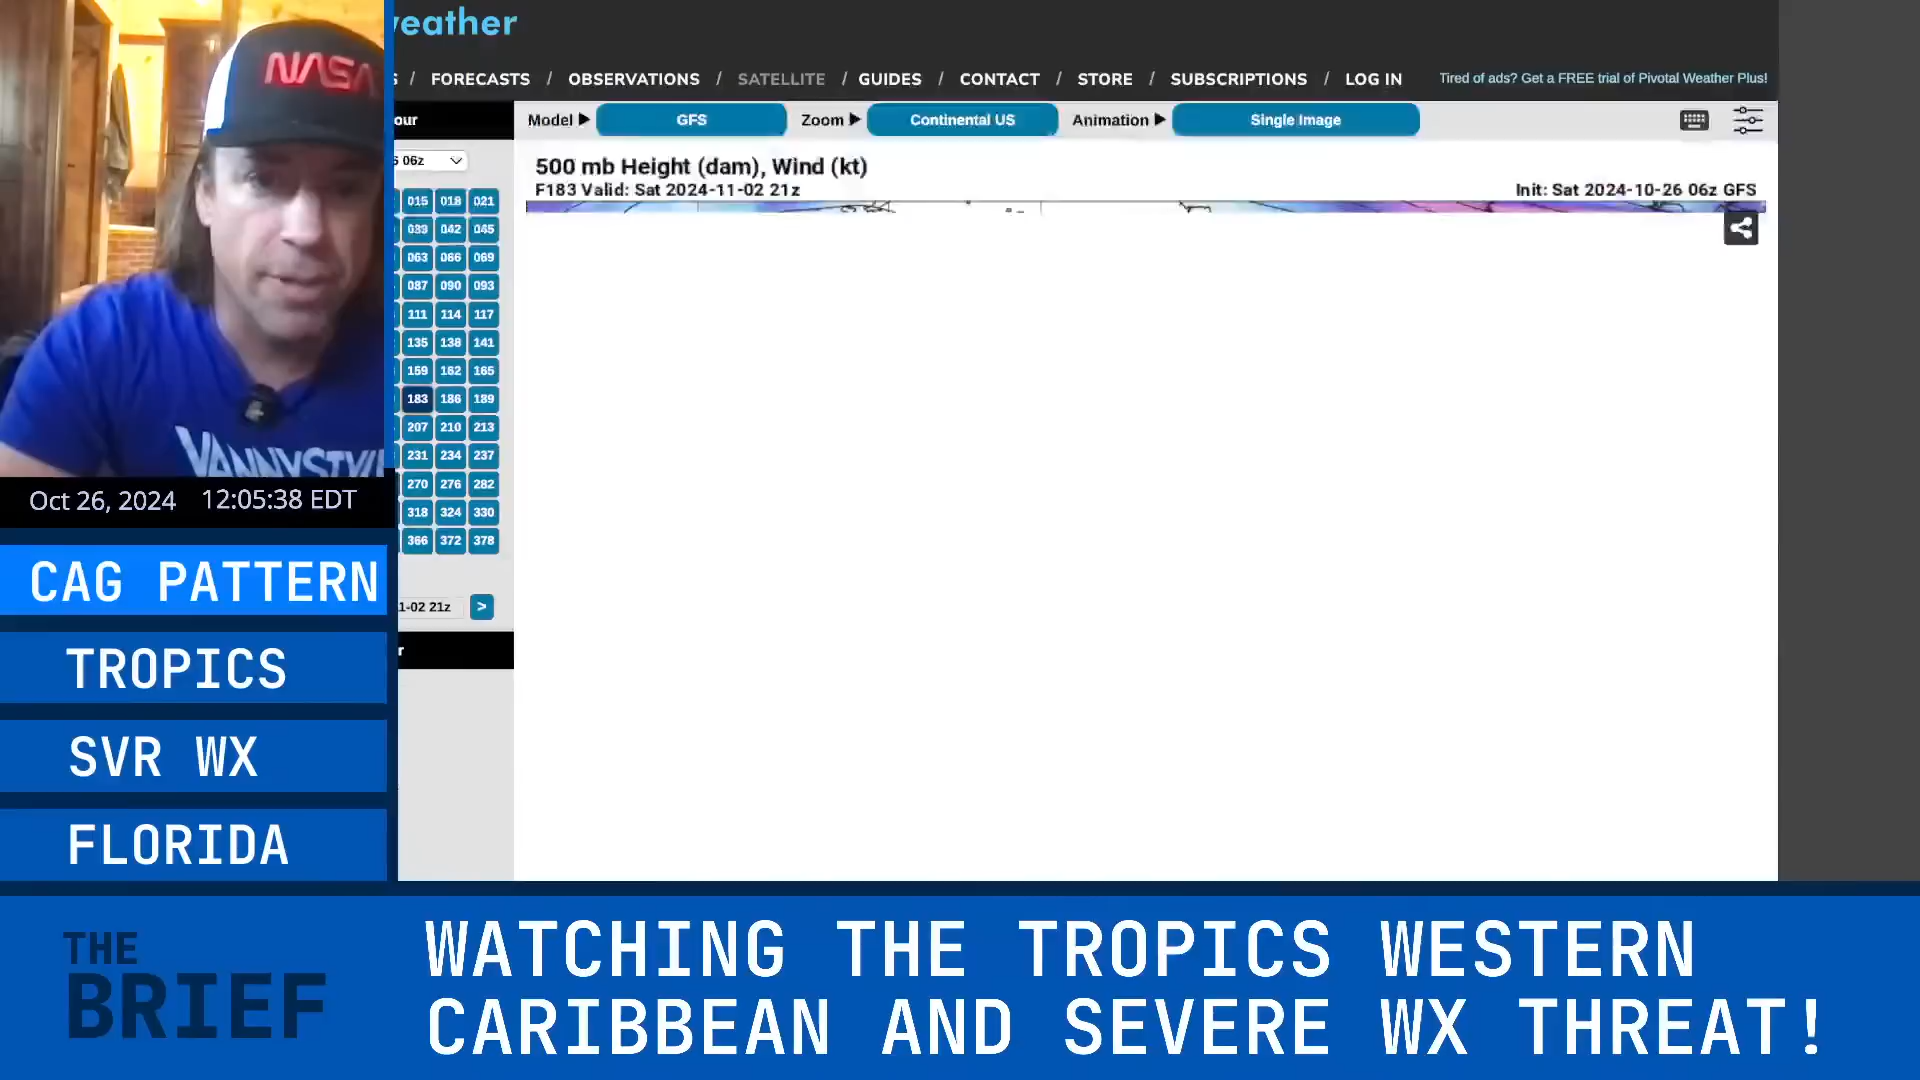 weather
FORECASTS / OBSERVATIONS / SATELLITE / GUIDES / CONTACT / STORE / SUBSCRIPTIONS / LOG IN
Tired of ads? Get a FREE trial of Pivotal Weather Plus!
Model GFS Zoom Continental US Animation Single Image
06z
500 mb Height (dam), Wind (kt)
F183 Valid: Sat 2024-11-02 21z
Init: Sat 2024-10-26 06z GFS
015 018 021
039 042 045
063 066 069
087 090 093
111 114 117
135 138 141
159 162 165
183 186 189
207 210 213
231 234 237
270 276 282
318 324 330
366 372 378
1-02 21z >
NASA
VANNYSTY
Oct 26, 2024 12:05:38 EDT
CAG PATTERN
TROPICS
SVR WX
FLORIDA
THE
BRIEF
WATCHING THE TROPICS WESTERN
CARIBBEAN AND SEVERE WX THREAT!